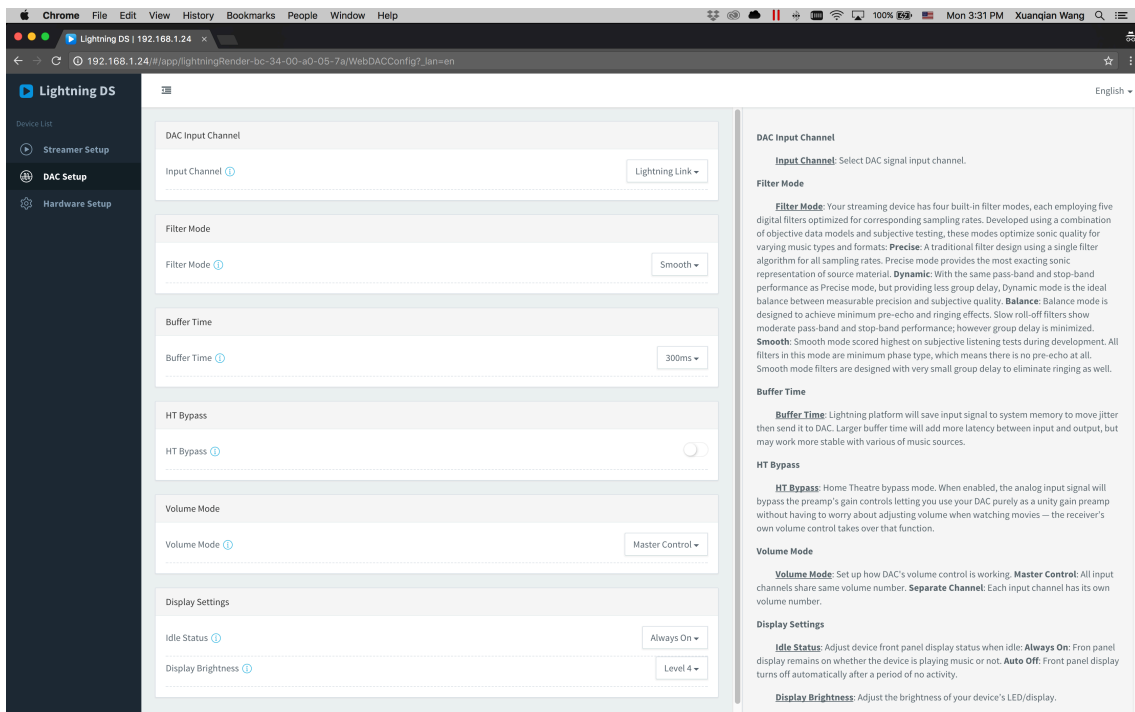 Chrome File Edit View History Bookmarks People Window Help 100% Mon 3:31 PM Xuanqian Wang
Lightning DS | 192.168.1.24 ×
192.168.1.24/#/app/lightningRender-bc-34-00-a0-05-7a/WebDACConfig?_lan=en
Lightning DS
English
Device List
Streamer Setup
DAC Setup
Hardware Setup
DAC Input Channel
Input Channel
Lightning Link
Filter Mode
Filter Mode
Smooth
Buffer Time
Buffer Time
300ms
HT Bypass
HT Bypass
Volume Mode
Volume Mode
Master Control
Display Settings
Idle Status
Always On
Display Brightness
Level 4
DAC Input Channel
Input Channel: Select DAC signal input channel.
Filter Mode
Filter Mode: Your streaming device has four built-in filter modes, each employing five
digital filters optimized for corresponding sampling rates. Developed using a combination
of objective data models and subjective testing, these modes optimize sonic quality for
varying music types and formats: Precise: A traditional filter design using a single filter
algorithm for all sampling rates. Precise mode provides the most exacting sonic
representation of source material. Dynamic: With the same pass-band and stop-band
performance as Precise mode, but providing less group delay, Dynamic mode is the ideal
balance between measurable precision and subjective quality. Balance: Balance mode is
designed to achieve minimum pre-echo and ringing effects. Slow roll-off filters show
moderate pass-band and stop-band performance; however group delay is minimized.
Smooth: Smooth mode scored highest on subjective listening tests during development. All
filters in this mode are minimum phase type, which means there is no pre-echo at all.
Smooth mode filters are designed with very small group delay to eliminate ringing as well.
Buffer Time
Buffer Time: Lightning platform will save input signal to system memory to move jitter
then send it to DAC. Larger buffer time will add more latency between input and output, but
may work more stable with various of music sources.
HT Bypass
HT Bypass: Home Theatre bypass mode. When enabled, the analog input signal will
bypass the preamp's gain controls letting you use your DAC purely as a unity gain preamp
without having to worry about adjusting volume when watching movies — the receiver's
own volume control takes over that function.
Volume Mode
Volume Mode: Set up how DAC's volume control is working. Master Control: All input
channels share same volume number. Separate Channel: Each input channel has its own
volume number.
Display Settings
Idle Status: Adjust device front panel display status when idle: Always On: Fron panel
display remains on whether the device is playing music or not. Auto Off: Front panel display
turns off automatically after a period of no activity.
Display Brightness: Adjust the brightness of your device's LED/display.